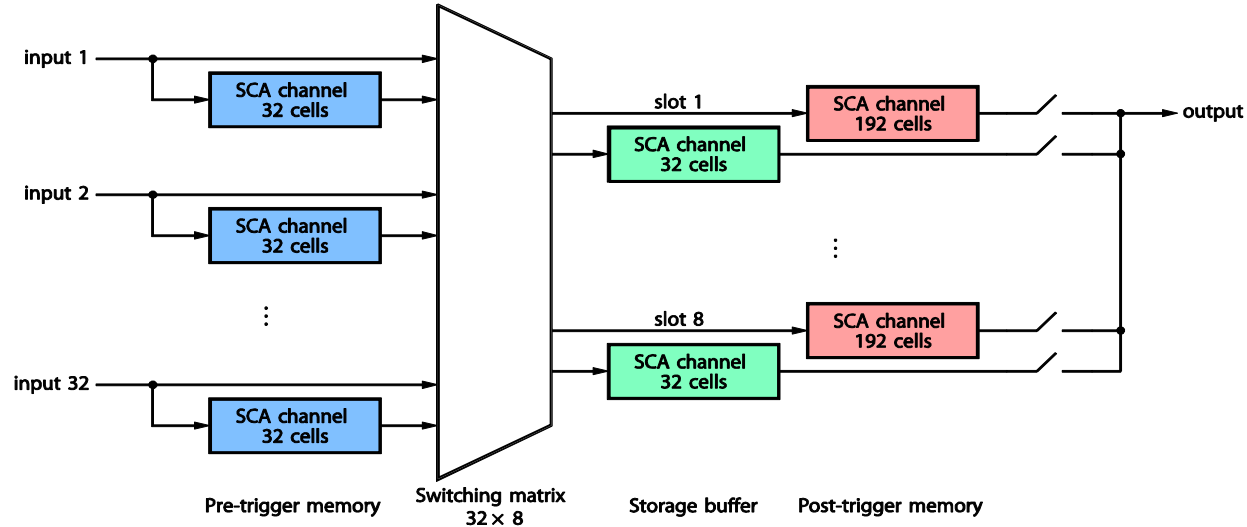 input 1
SCA channel
32 cells
input 2
SCA channel
32 cells
input 32
SCA channel
32 cells
slot 1
SCA channel
192 cells
output
SCA channel
32 cells
slot 8
SCA channel
192 cells
SCA channel
32 cells
Pre-trigger memory
Switching matrix
32× 8
Storage buffer
Post-trigger memory